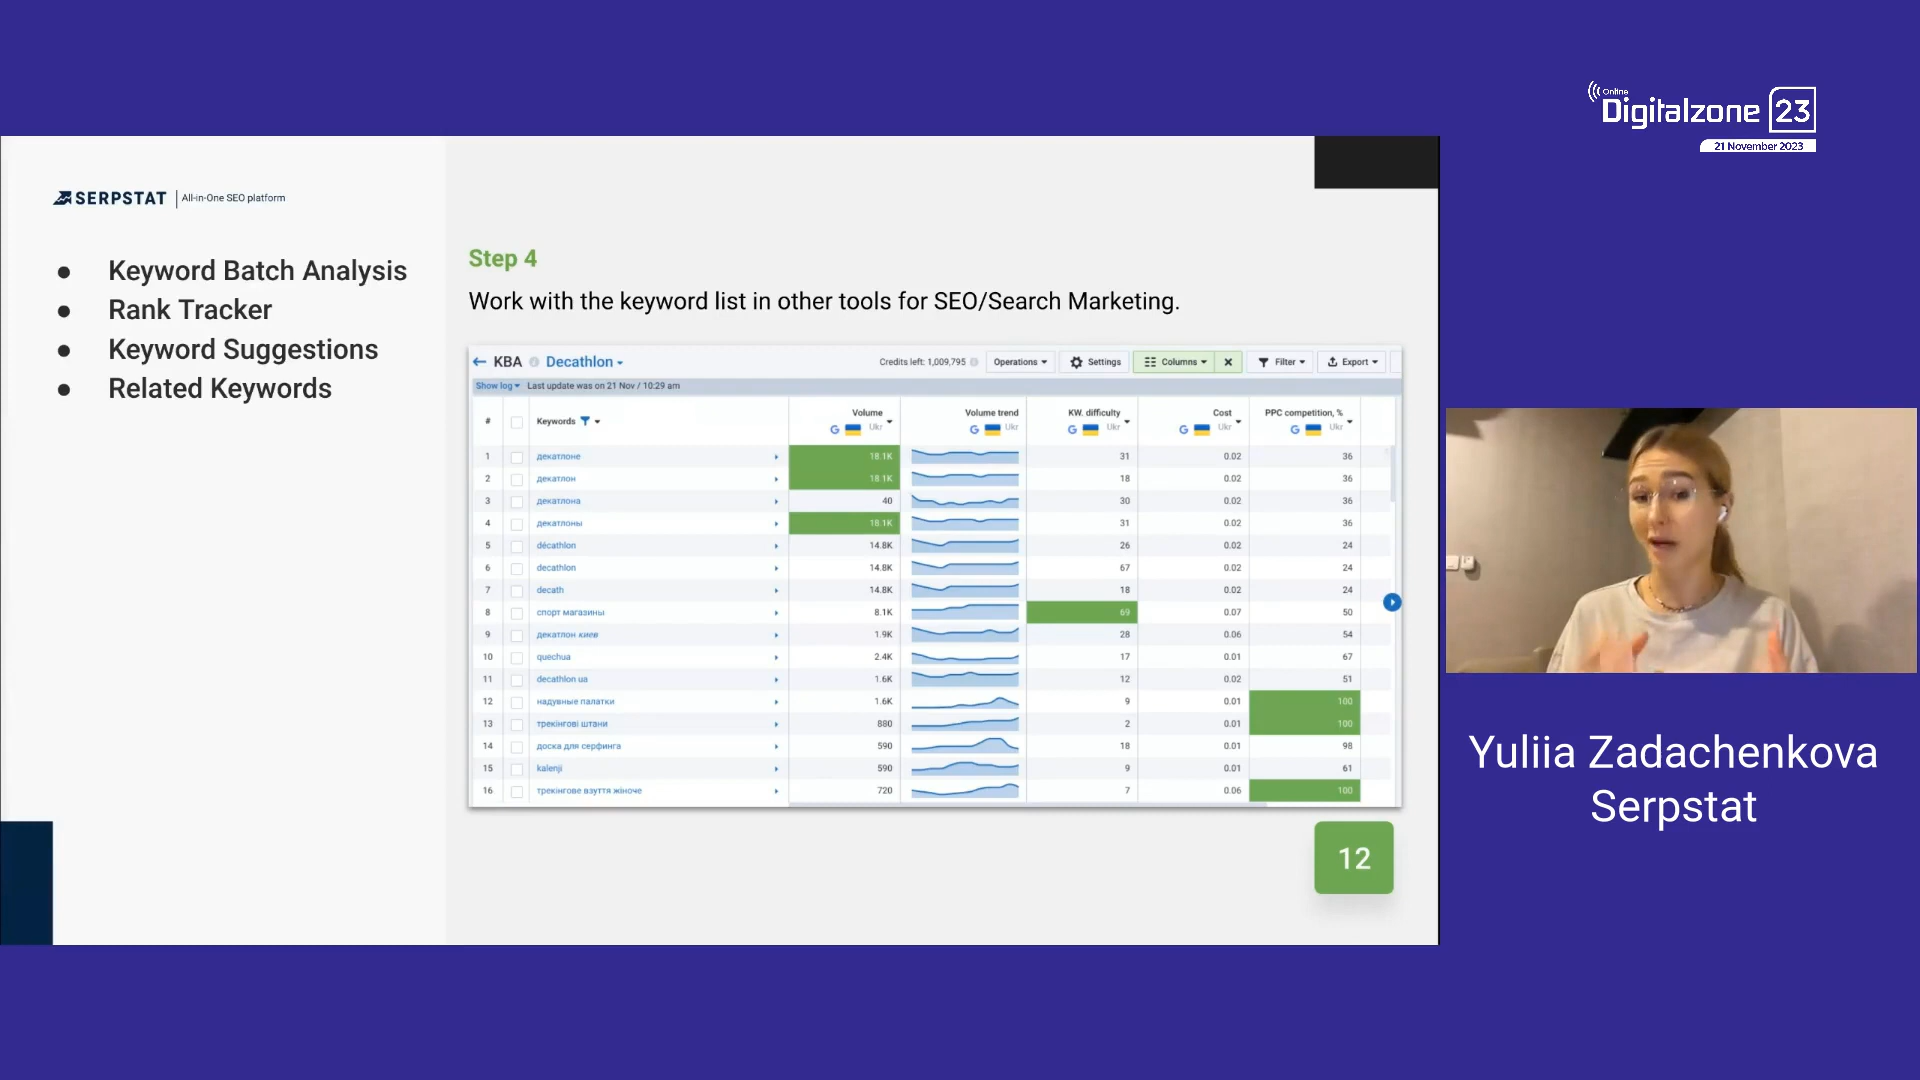 Online
Digitalzone 23
21 November 2023
SERPSTAT All-in-One SEO platform
● Keyword Batch Analysis
● Rank Tracker
● Keyword Suggestions
● Related Keywords
Step 4
Work with the keyword list in other tools for SEO/Search Marketing.
KBA Decathlon Credits left: 1,009,795 Operations Settings Columns Filter Export
Show log Last update was on 21 Nov / 10:29 am
# Keywords Volume Volume trend KW. difficulty Cost PPC competition, %
G Ukr G Ukr G Ukr G Ukr G Ukr
1 декатлоне 18.1K 31 0.02 36
2 декатлон 18.1K 18 0.02 36
3 декатлона 40 30 0.02 36
4 декатлоны 18.1K 31 0.02 36
5 décathlon 14.8K 26 0.02 24
6 decathlon 14.8K 67 0.02 24
7 decath 14.8K 18 0.02 24
8 спорт магазины 8.1K 69 0.07 50
9 декатлон киев 1.9K 28 0.06 54
10 quechua 2.4K 17 0.01 67
11 decathlon ua 1.6K 12 0.02 51
12 надувные палатки 1.6K 9 0.01 100
13 трекінгові штани 880 2 0.01 100
14 доска для серфинга 590 18 0.01 98
15 kalenji 590 9 0.01 61
16 трекінгове взуття жіноче 720 7 0.06 100
12
Yuliia Zadachenkova
Serpstat